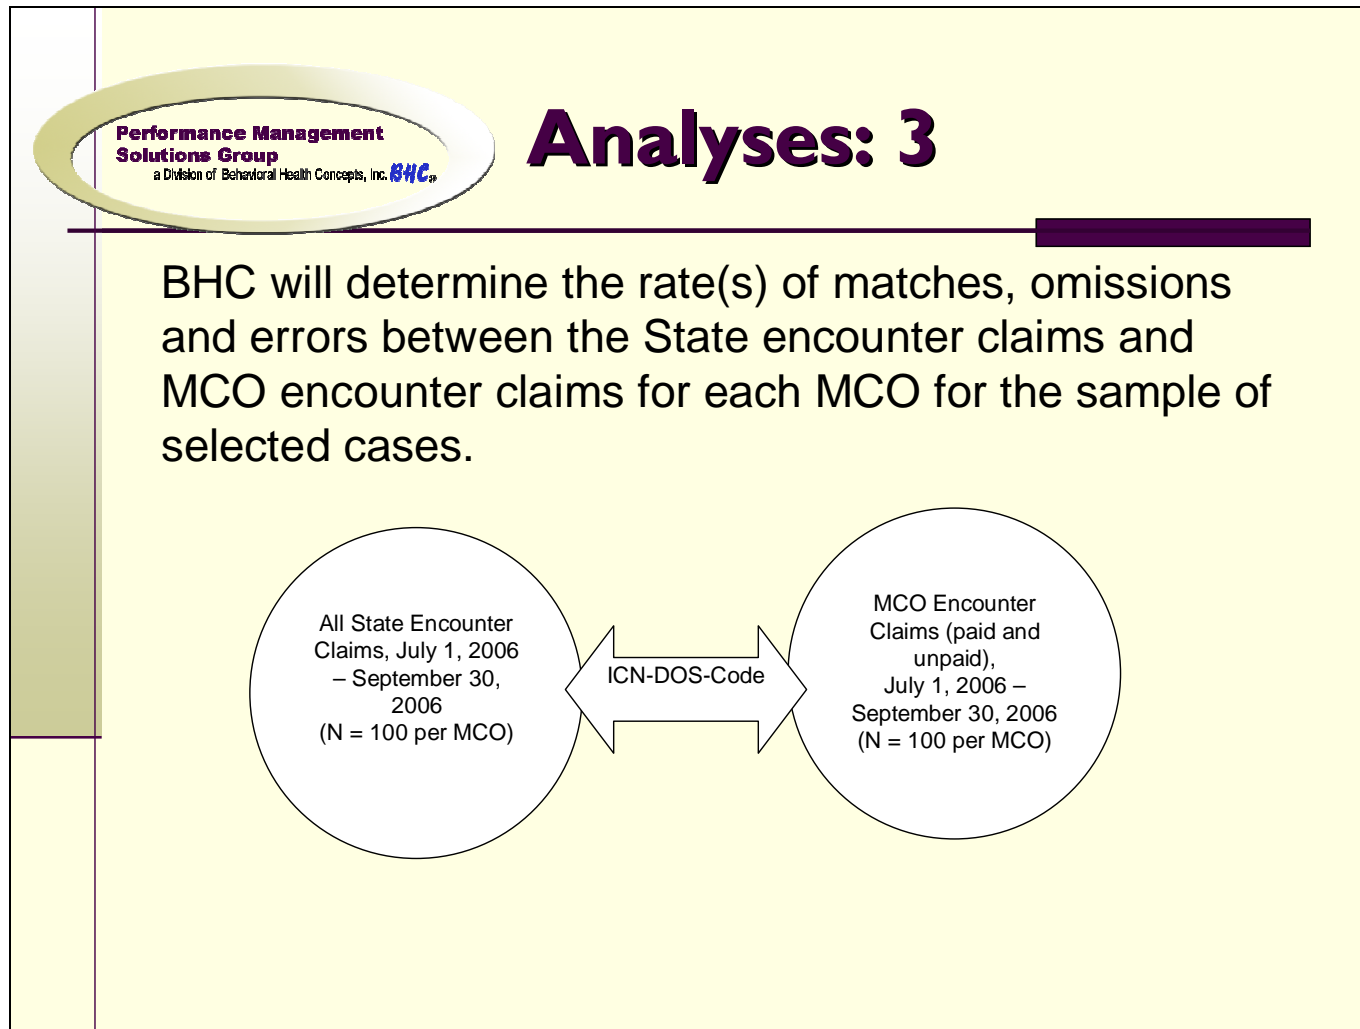 Performance Management
Solutions Group
a Division of Behavioral Health Concepts, Inc. BHC
Analyses: 3
BHC will determine the rate(s) of matches, omissions
and errors between the State encounter claims and
MCO encounter claims for each MCO for the sample of
selected cases.
All State Encounter
Claims, July 1, 2006
– September 30,
2006
(N = 100 per MCO)
ICN-DOS-Code
MCO Encounter
Claims (paid and
unpaid),
July 1, 2006 –
September 30, 2006
(N = 100 per MCO)